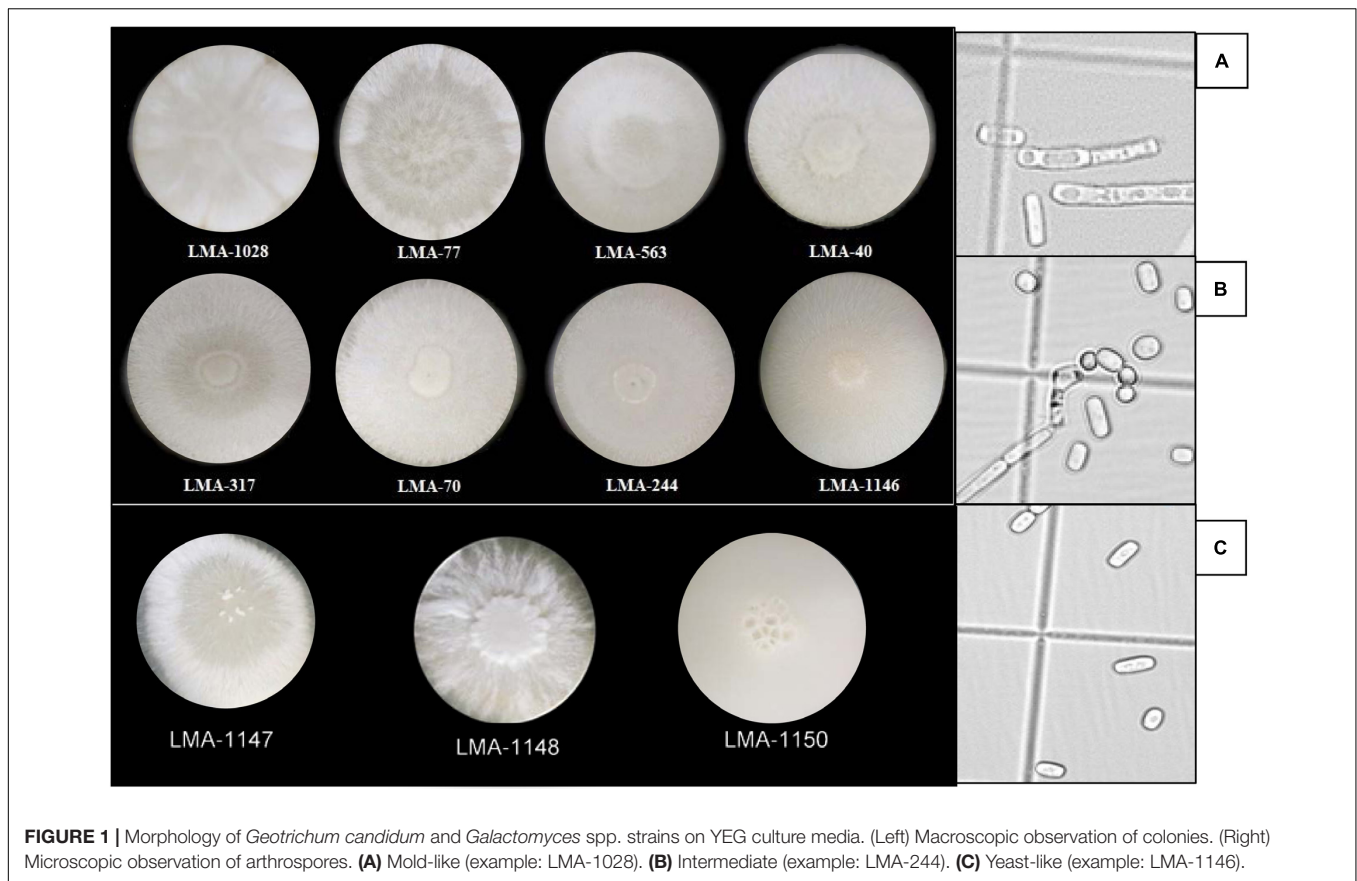 A
LMA-1028 LMA-77 LMA-563 LMA-40
B
LMA-317 LMA-70 LMA-244 LMA-1146
C
LMA-1147 LMA-1148 LMA-1150
FIGURE 1 | Morphology of Geotrichum candidum and Galactomyces spp. strains on YEG culture media. (Left) Macroscopic observation of colonies. (Right)
Microscopic observation of arthrospores. (A) Mold-like (example: LMA-1028). (B) Intermediate (example: LMA-244). (C) Yeast-like (example: LMA-1146).